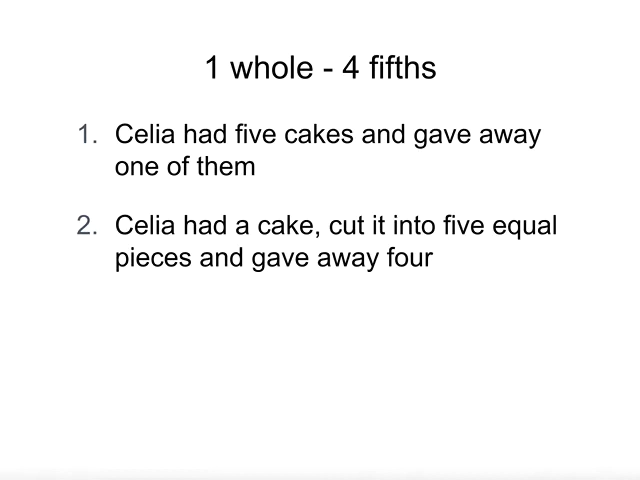 1 whole - 4 fifths
1. Celia had five cakes and gave away
one of them
2. Celia had a cake, cut it into five equal
pieces and gave away four